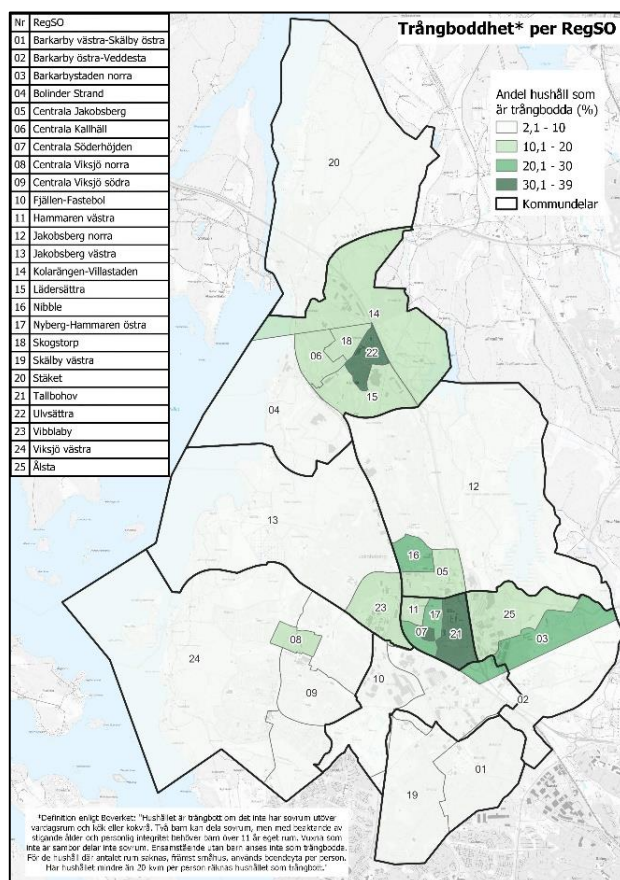 Nr RegSO
01 Barkarby västra-Skälby östra
02 Barkarby östra-Veddesta
03 Barkarbystaden norra
04 Bolinder Strand
05 Centrala Jakobsberg
06 Centrala Kallhäll
07 Centrala Söderhöjden
08 Centrala Viksjö norra
09 Centrala Viksjö södra
10 Fjällen-Fastebol
11 Hammaren västra
12 Jakobsberg norra
13 Jakobsberg västra
14 Kolarängen-Villastaden
15 Lädersättra
16 Nibble
17 Nyberg-Hammaren östra
18 Skogstorp
19 Skälby västra
20 Stäket
21 Tallbohov
22 Ulvsättra
23 Vibblaby
24 Viksjö västra
25 Ålsta
Trångboddhet* per RegSO
Andel hushåll som
är trångbodda (%)
2,1 - 10
10,1 - 20
20,1 - 30
30,1 - 39
Kommundelar
20
14
18
06
22
15
04
12
13
16
05
23
11
17
07
21
25
03
08
24
10
09
02
01
19
*Definition enligt Boverket: "Hushållet är trångbott om det inte har sovrum utöver
vardagsrum och kök eller kokvrå. Två barn kan dela sovrum, men med beaktande av
stigande ålder och personlig integritet behöver barn över 11 år eget rum. Vuxna som
inte är sambor delar inte sovrum. Ensamstående utan barn anses inte som trångbodda.
För de hushåll där antalet rum saknas, främst småhus, används boendeyta per person.
Har hushållet mindre än 20 kvm per person räknas hushållet som trångbott."